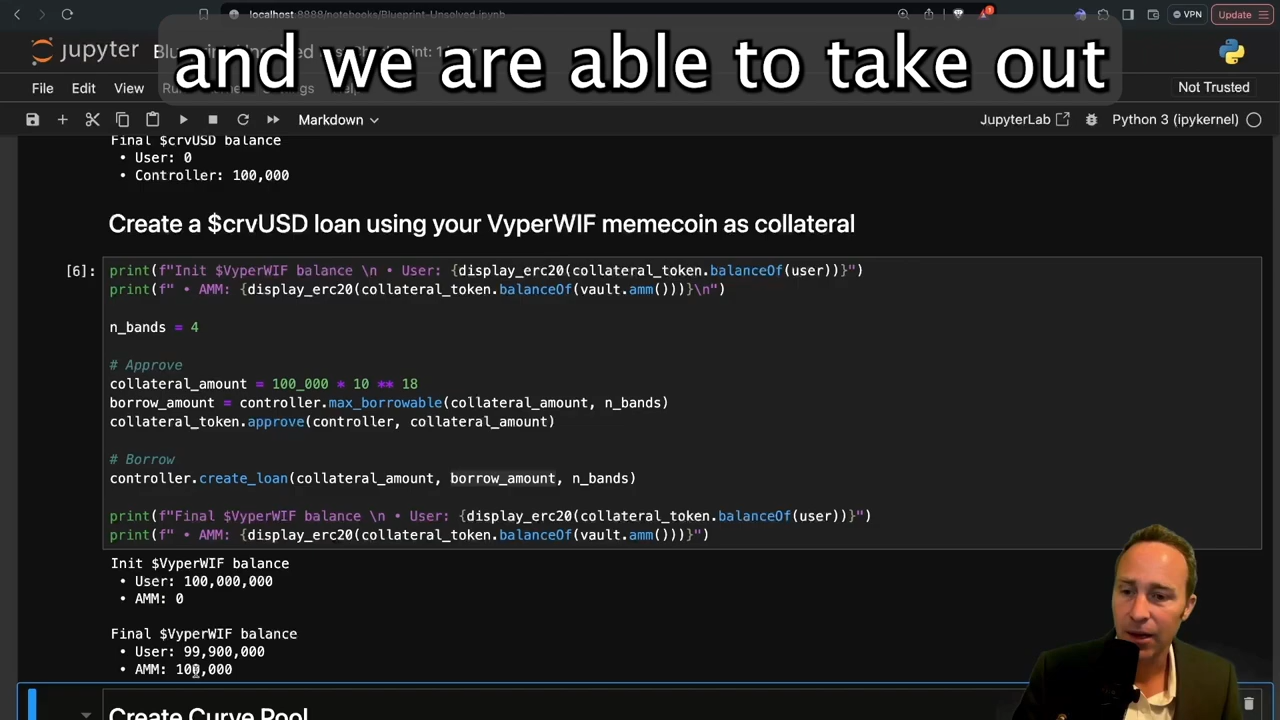 localhost:8888/notebooks/Blueprint-Unsolved.ipynb
VPN
Update
and we are able to take out
jupyter
Not Trusted
File Edit View
Markdown
JupyterLab
Python 3 (ipykernel)
Final $crvUSD balance
• User: 0
• Controller: 100,000
Create a $crvUSD loan using your VyperWIF memecoin as collateral
[6]:
print(f"Init $VyperWIF balance \n • User: {display_erc20(collateral_token.balanceOf(user))}")
print(f" • AMM: {display_erc20(collateral_token.balanceOf(vault.amm()))}\n")
n_bands = 4
# Approve
collateral_amount = 100_000 * 10 ** 18
borrow_amount = controller.max_borrowable(collateral_amount, n_bands)
collateral_token.approve(controller, collateral_amount)
# Borrow
controller.create_loan(collateral_amount, borrow_amount, n_bands)
print(f"Final $VyperWIF balance \n • User: {display_erc20(collateral_token.balanceOf(user))}")
print(f" • AMM: {display_erc20(collateral_token.balanceOf(vault.amm()))}")
Init $VyperWIF balance
• User: 100,000,000
• AMM: 0
Final $VyperWIF balance
• User: 99,900,000
• AMM: 100,000
Create Curve Pool